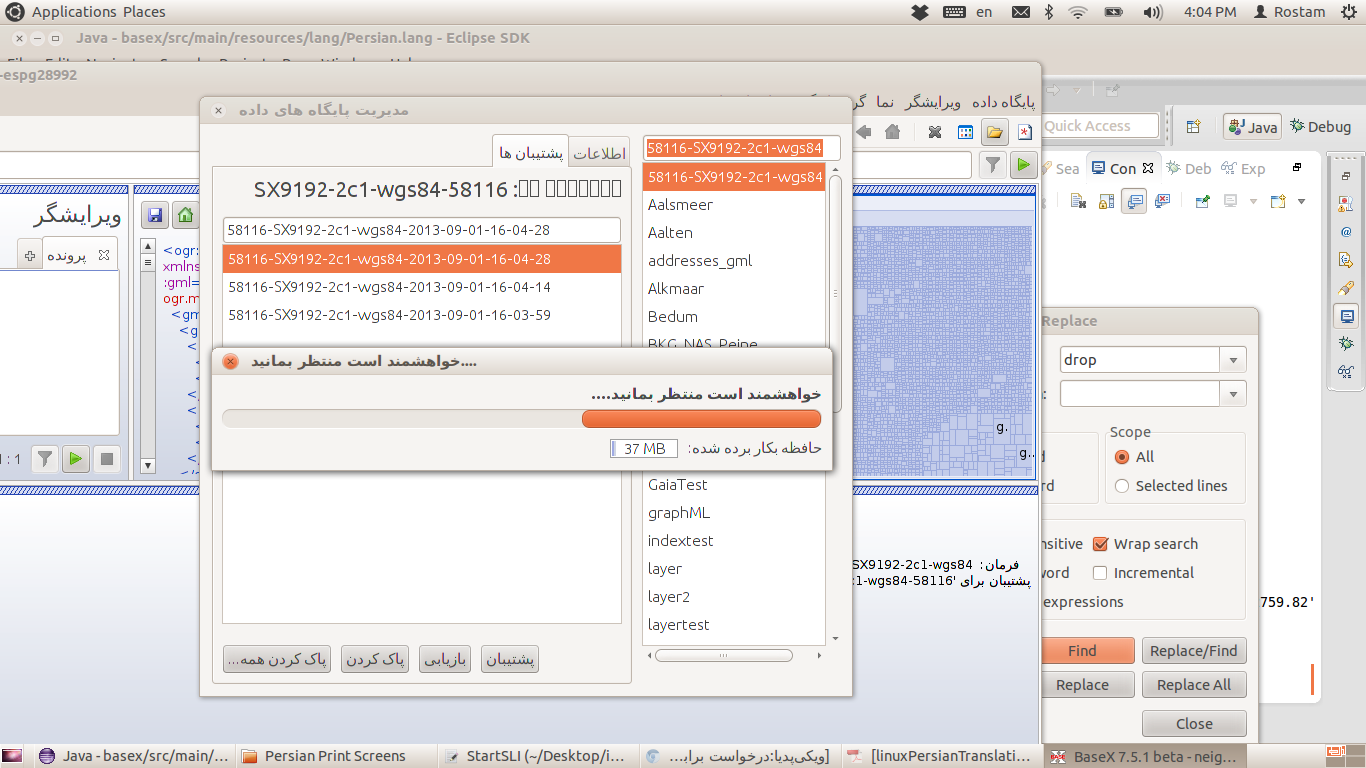 Applications Places
en
4:04 PM
Rostam
Java - basex/src/main/resources/lang/Persian.lang - Eclipse SDK
-espg28992
پایگاه داده
ویرایشگر
نما
Quick Access
Java
Debug
Sea
Con
Deb
Exp
مدیریت پایگاه های داده
اطلاعات
پشتیبان ها
58116-SX9192-2c1-wgs84
58116-SX9192-2c1-wgs84
Aalsmeer
Aalten
addresses_gml
Alkmaar
Bedum
BKG_NAS_Peine
GaiaTest
graphML
indextest
layer
layer2
layertest
SX9192-2c1-wgs84-58116 :
58116-SX9192-2c1-wgs84-2013-09-01-16-04-28
58116-SX9192-2c1-wgs84-2013-09-01-16-04-28
58116-SX9192-2c1-wgs84-2013-09-01-16-04-14
58116-SX9192-2c1-wgs84-2013-09-01-16-03-59
خواهشمند است منتظر بمانید....
خواهشمند است منتظر بمانید....
حافظه بکار برده شده:
37 MB
پاک کردن همه...
پاک کردن
بازیابی
پشتیبان
ویرایشگر
پرونده
<ogr:
xmlns
:gml=
ogr.m
<gm
<g
1 : 1
g.
g..
فرمان: SX9192-2c1-wgs84
پشتیبان برای '58116-c1-wgs84
Replace
drop
Scope
All
Selected lines
Wrap search
Incremental
expressions
759.82'
Find
Replace/Find
Replace
Replace All
Close
Java - basex/src/main/...
Persian Print Screens
StartSLI (~/Desktop/i...
[ویکی‌پدیا:درخواست برای...
[linuxPersianTranslati...
BaseX 7.5.1 beta - neig...